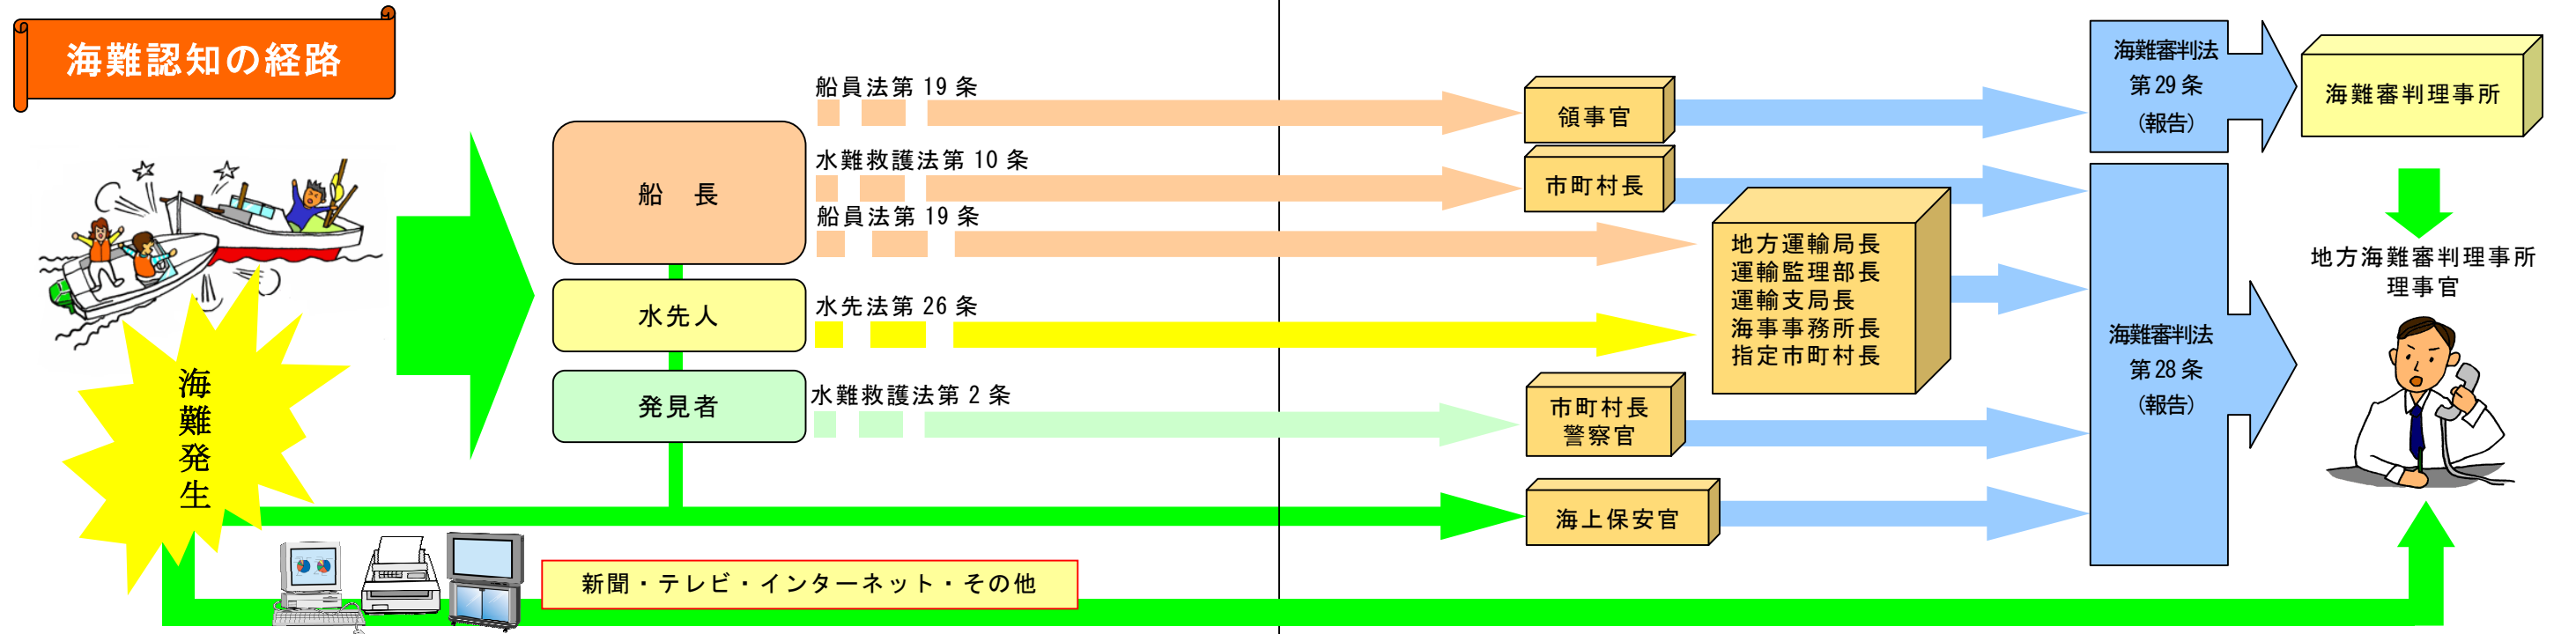 海難認知の経路
海難発生
船　長
水先人
発見者
船員法第 19 条
水難救護法第 10 条
船員法第 19 条
水先法第 26 条
水難救護法第 2 条
新聞・テレビ・インターネット・その他
領事官
市町村長
地方運輸局長
運輸監理部長
運輸支局長
海事事務所長
指定市町村長
市町村長
警察官
海上保安官
海難審判法
第 29 条
（報告）
海難審判法
第 28 条
（報告）
海難審判理事所
地方海難審判理事所
理事官